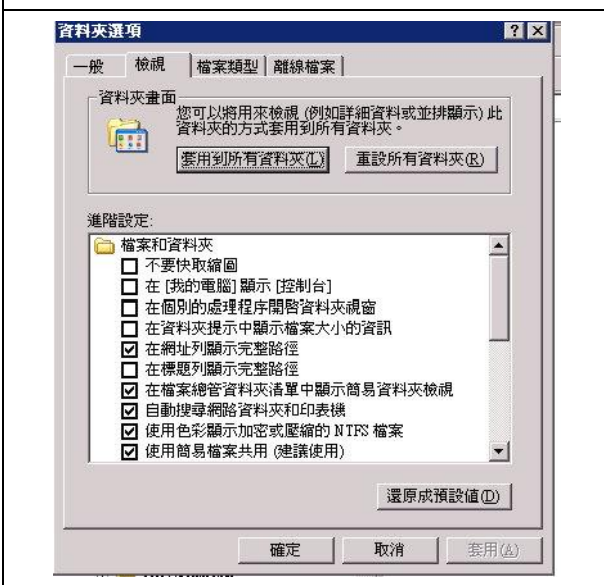 資料夾選項
一般 檢視 檔案類型 離線檔案
資料夾畫面
您可以將用來檢視 (例如詳細資料或並排顯示) 此
資料夾的方式套用到所有資料夾。
套用到所有資料夾(L) 重設所有資料夾(R)
進階設定:
檔案和資料夾
不要快取縮圖
在 [我的電腦] 顯示 [控制台]
在個別的處理程序開啓資料夾視窗
在資料夾提示中顯示檔案大小的資訊
在網址列顯示完整路徑
在標題列顯示完整路徑
在檔案總管資料夾清單中顯示簡易資料夾檢視
自動搜尋網路資料夾和印表機
使用色彩顯示加密或壓縮的 NTFS 檔案
使用簡易檔案共用 (建議使用)
還原成預設值(D)
確定 取消 套用(A)